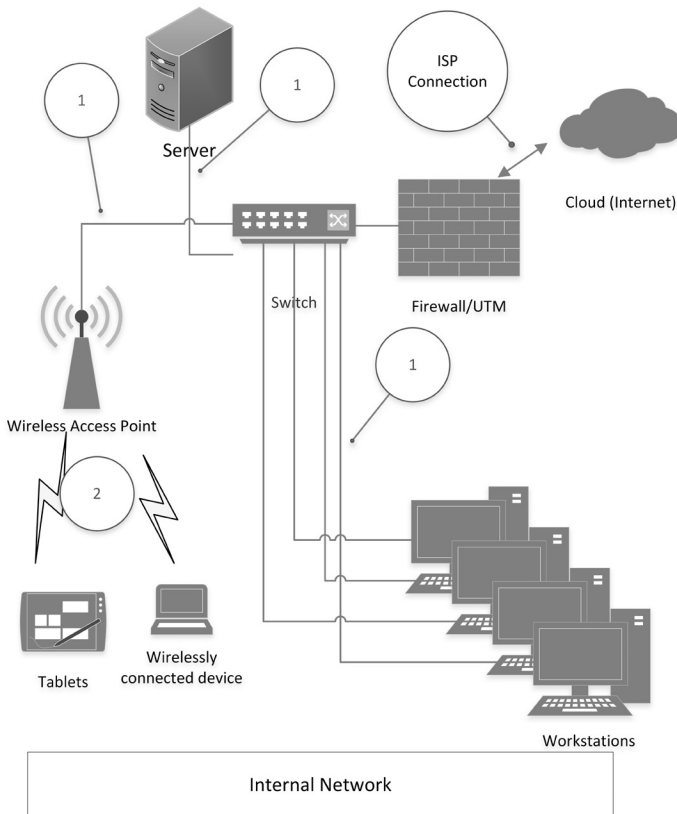 1
1
ISP
Connection
Server
Cloud (Internet)
Switch
Firewall/UTM
1
Wireless Access Point
2
Tablets
Wirelessly
connected device
Workstations
Internal Network